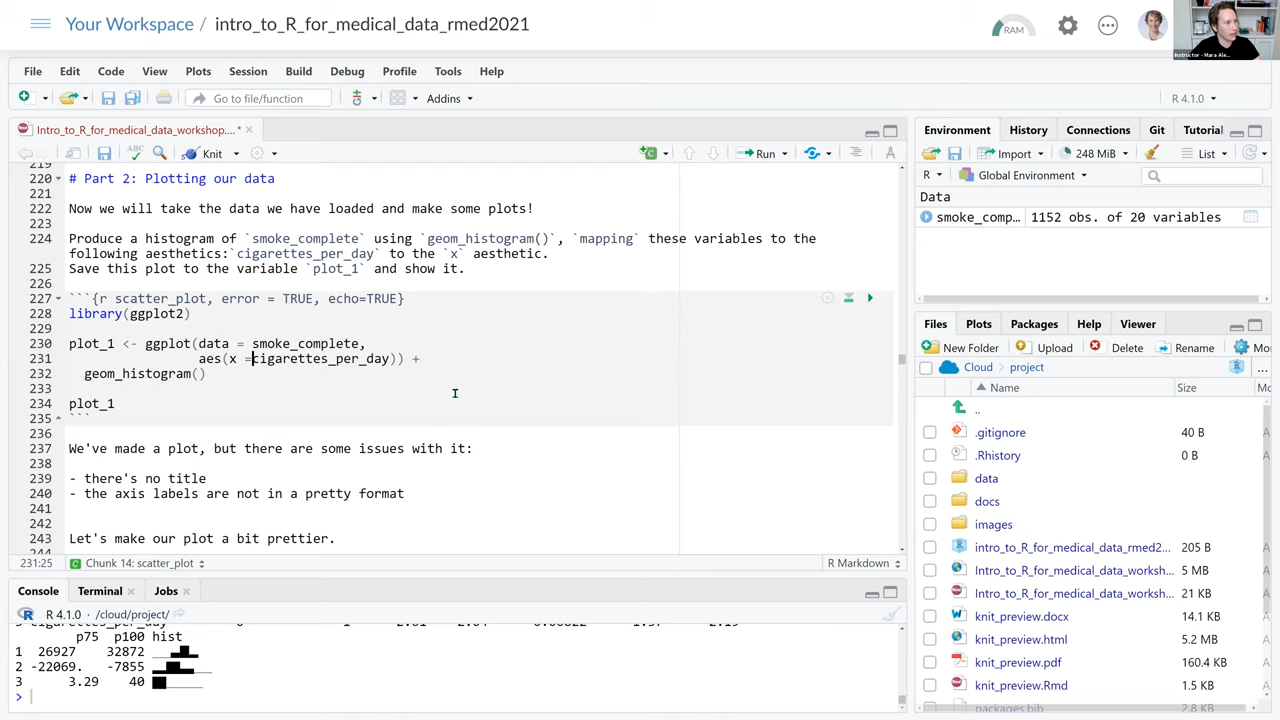 Your Workspace / intro_to_R_for_medical_data_rmed2021
RAM
Instructor - Mara Ale...
File Edit Code View Plots Session Build Debug Profile Tools Help
Go to file/function Addins R 4.1.0
Intro_to_R_for_medical_data_workshop....* ×
Knit Run
219
220 # Part 2: Plotting our data
221
222 Now we will take the data we have loaded and make some plots!
223
224 Produce a histogram of `smoke_complete` using `geom_histogram()`, `mapping` these variables to the
following aesthetics:`cigarettes_per_day` to the `x` aesthetic.
225 Save this plot to the variable `plot_1` and show it.
226
227 ```{r scatter_plot, error = TRUE, echo=TRUE}
228 library(ggplot2)
229
230 plot_1 <- ggplot(data = smoke_complete,
231 aes(x =cigarettes_per_day)) +
232 geom_histogram()
233
234 plot_1
235 ```
236
237 We've made a plot, but there are some issues with it:
238
239 - there's no title
240 - the axis labels are not in a pretty format
241
242
243 Let's make our plot a bit prettier.
244
231:25 Chunk 14: scatter_plot R Markdown
Console Terminal × Jobs ×
R 4.1.0 · /cloud/project/
p75 p100 hist
1 26927 32872
2 -22069. -7855
3 3.29 40
>
Environment History Connections Git Tutorial
Import 248 MiB List
R Global Environment
Data
smoke_comp... 1152 obs. of 20 variables
Files Plots Packages Help Viewer
New Folder Upload Delete Rename Mo
Cloud project ...
Name Size
..
.gitignore 40 B
.Rhistory 0 B
data
docs
images
intro_to_R_for_medical_data_rmed2... 205 B
Intro_to_R_for_medical_data_worksh... 5 MB
Intro_to_R_for_medical_data_worksh... 21 KB
knit_preview.docx 14.1 KB
knit_preview.html 5.2 MB
knit_preview.pdf 160.4 KB
knit_preview.Rmd 1.5 KB
packages.bib 2.8 KB